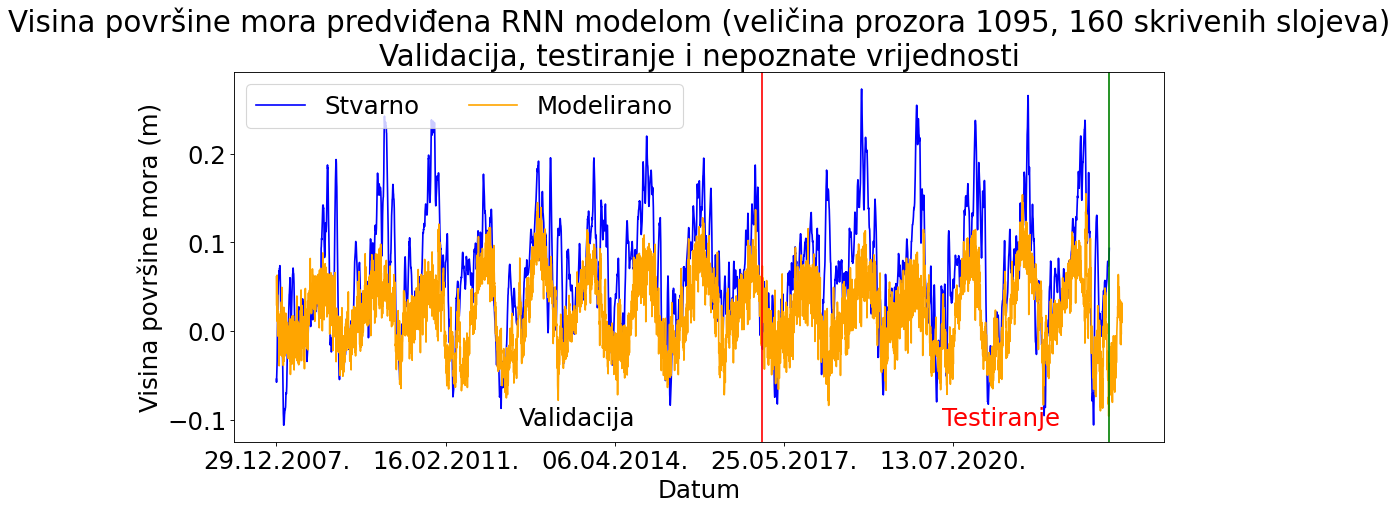 Visina površine mora predviđena RNN modelom (veličina prozora 1095, 160 skrivenih slojeva)
Validacija, testiranje i nepoznate vrijednosti
Stvarno Modelirano
Visina površine mora (m)
0.2
0.1
0.0
−0.1
Validacija Testiranje
29.12.2007. 16.02.2011. 06.04.2014. 25.05.2017. 13.07.2020.
Datum